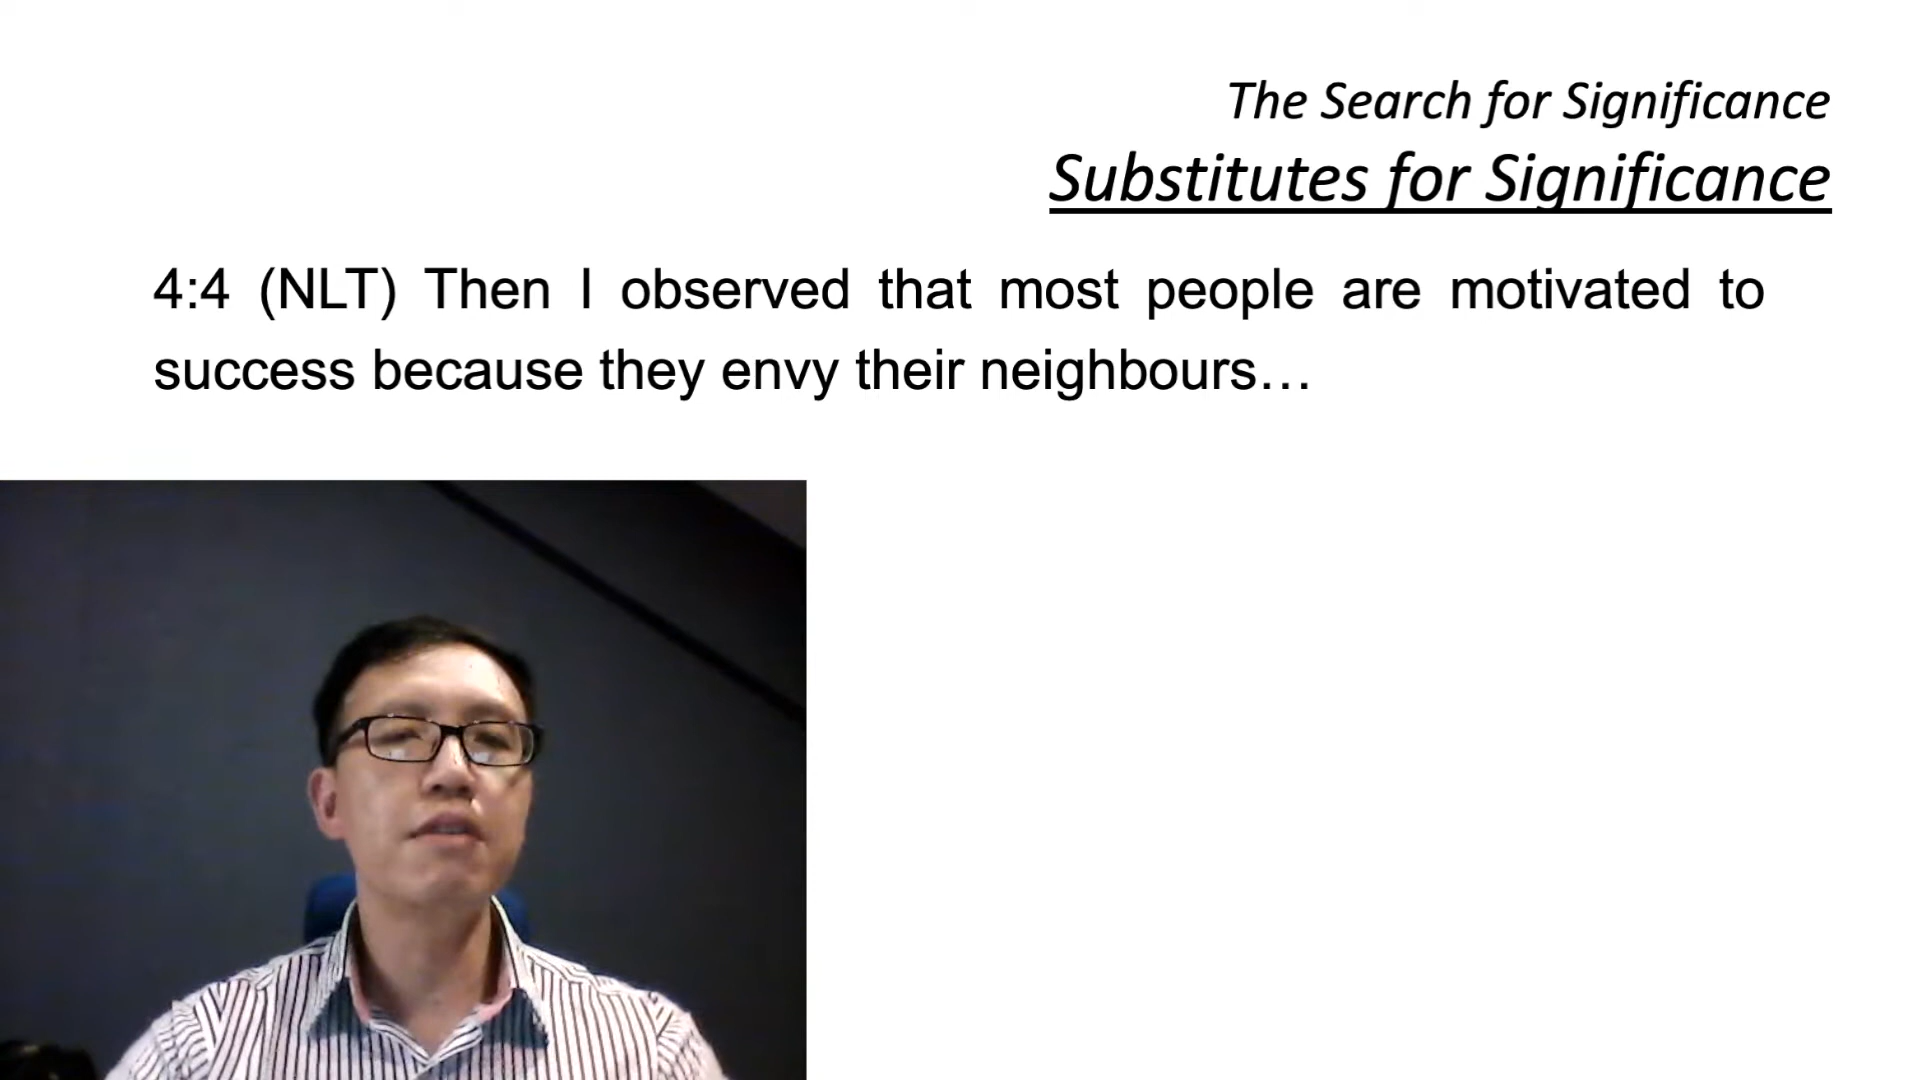 The Search for Significance
Substitutes for Significance
4:4 (NLT) Then I observed that most people are motivated to
success because they envy their neighbours…